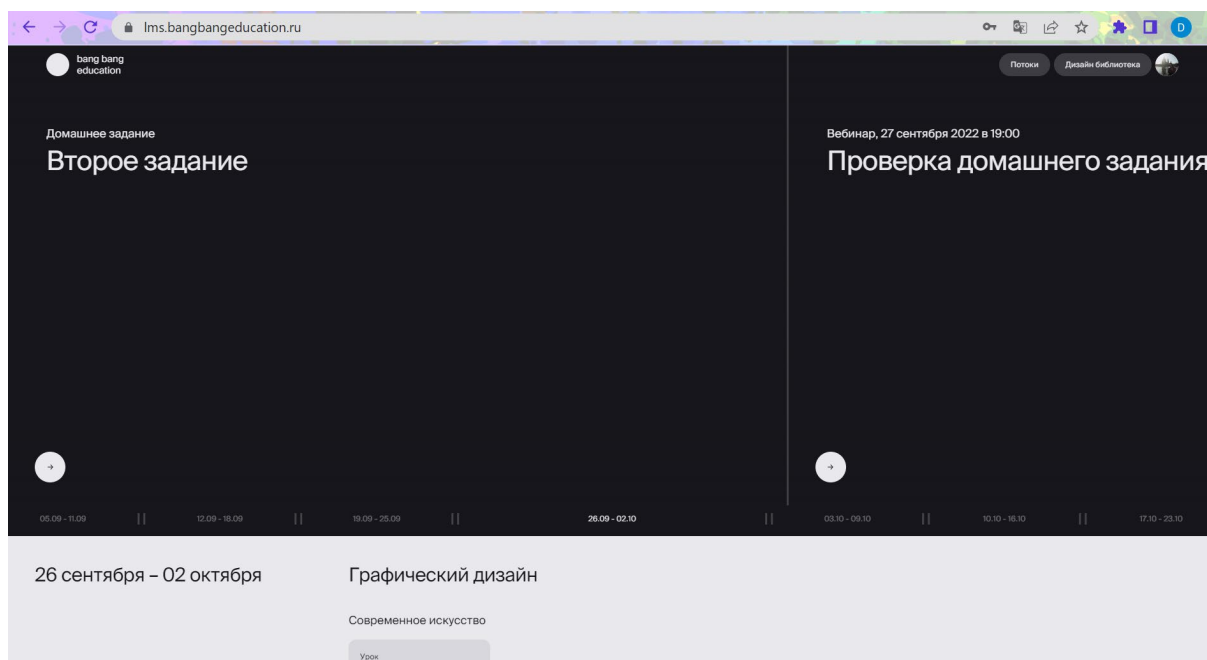 lms.bangbangeducation.ru
D
bang bang
education
Потоки
Дизайн библиотека
Домашнее задание
Второе задание
Вебинар, 27 сентября 2022 в 19:00
Проверка домашнего задания
05.09 - 11.09
12.09 - 18.09
19.09 - 25.09
26.09 - 02.10
03.10 - 09.10
10.10 - 16.10
17.10 - 23.10
26 сентября – 02 октября
Графический дизайн
Современное искусство
Урок